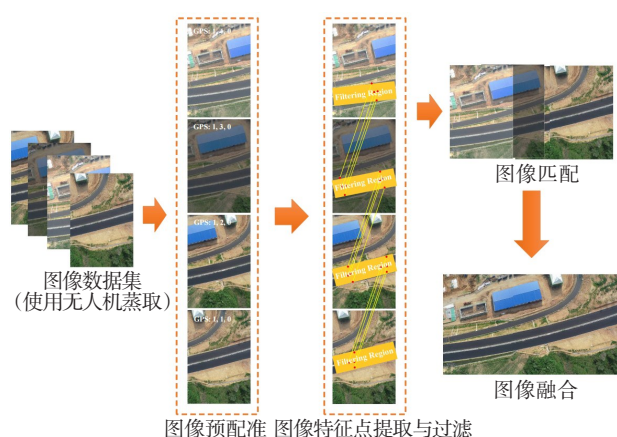 GPS: 1, 4, 0
GPS: 1, 3, 0
GPS: 1, 2, 0
GPS: 1, 1, 0
Filtering Region
Filtering Region
Filtering Region
Filtering Region
图像数据集
（使用无人机蒸取）
图像预配准
图像特征点提取与过滤
图像匹配
图像融合